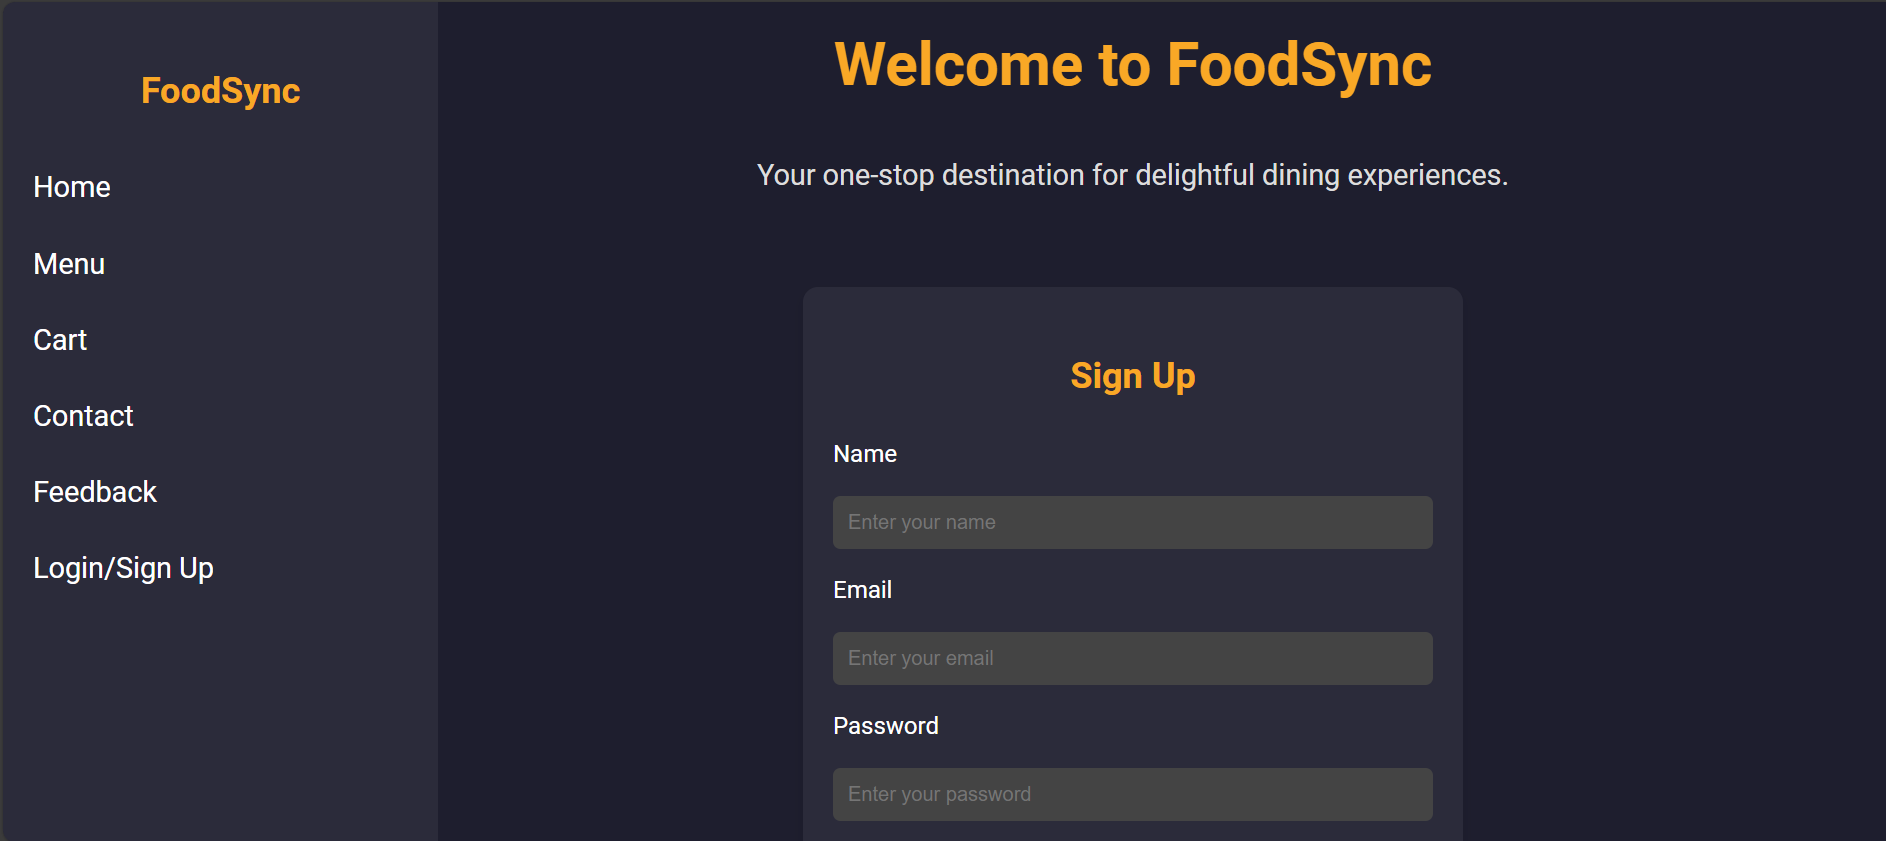 FoodSync
Home
Menu
Cart
Contact
Feedback
Login/Sign Up
Welcome to FoodSync
Your one-stop destination for delightful dining experiences.
Sign Up
Name
Enter your name
Email
Enter your email
Password
Enter your password